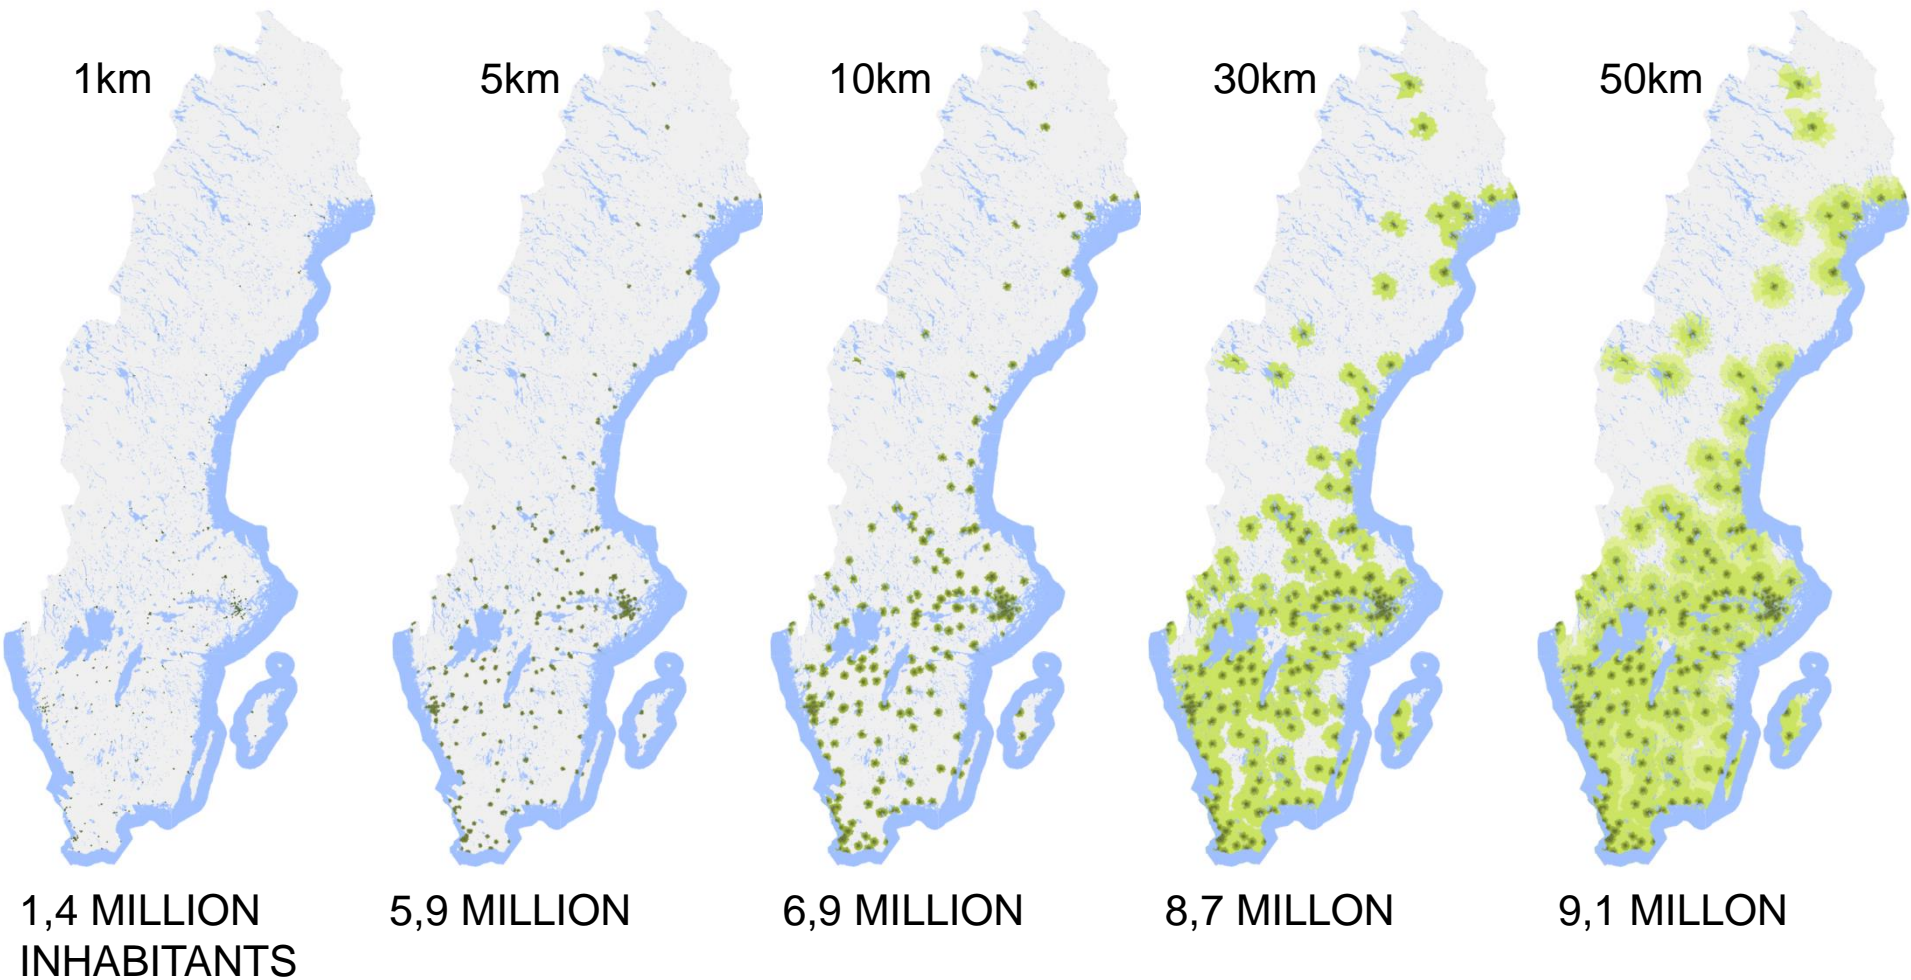 1km
5km
10km
30km
50km
1,4 MILLION
INHABITANTS
5,9 MILLION
6,9 MILLION
8,7 MILLON
9,1 MILLON